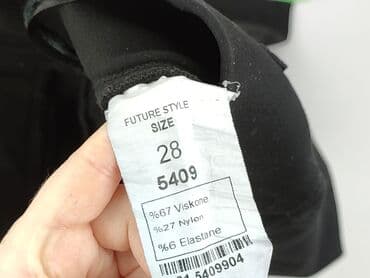 FUTURE STYLE
SIZE
28
5409
%67 Viskone
%27 Nylon
%6 Elastane
5409904